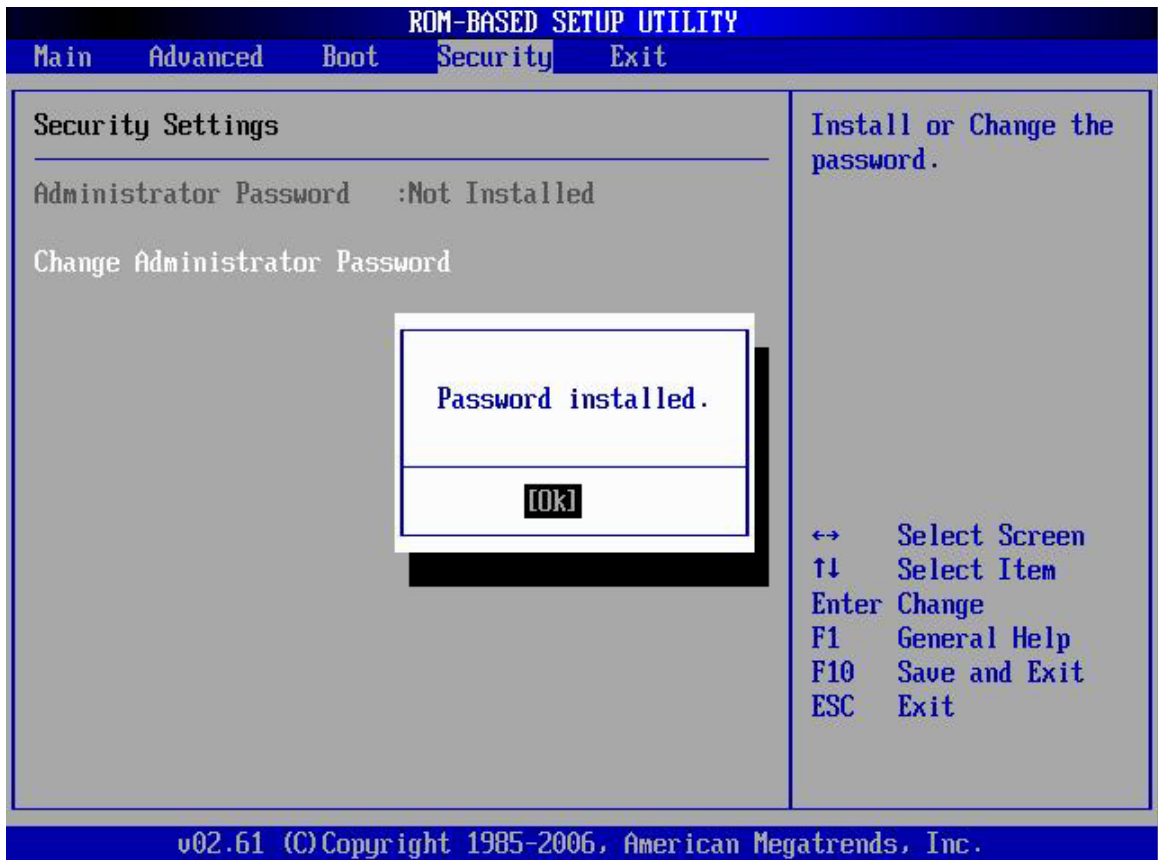 ROM-BASED SETUP UTILITY
Main Advanced Boot Security Exit
Security Settings
Administrator Password :Not Installed
Change Administrator Password
Password installed.
[Ok]
Install or Change the
password.
↔ Select Screen
↑↓ Select Item
Enter Change
F1 General Help
F10 Save and Exit
ESC Exit
v02.61 (C)Copyright 1985-2006, American Megatrends, Inc.